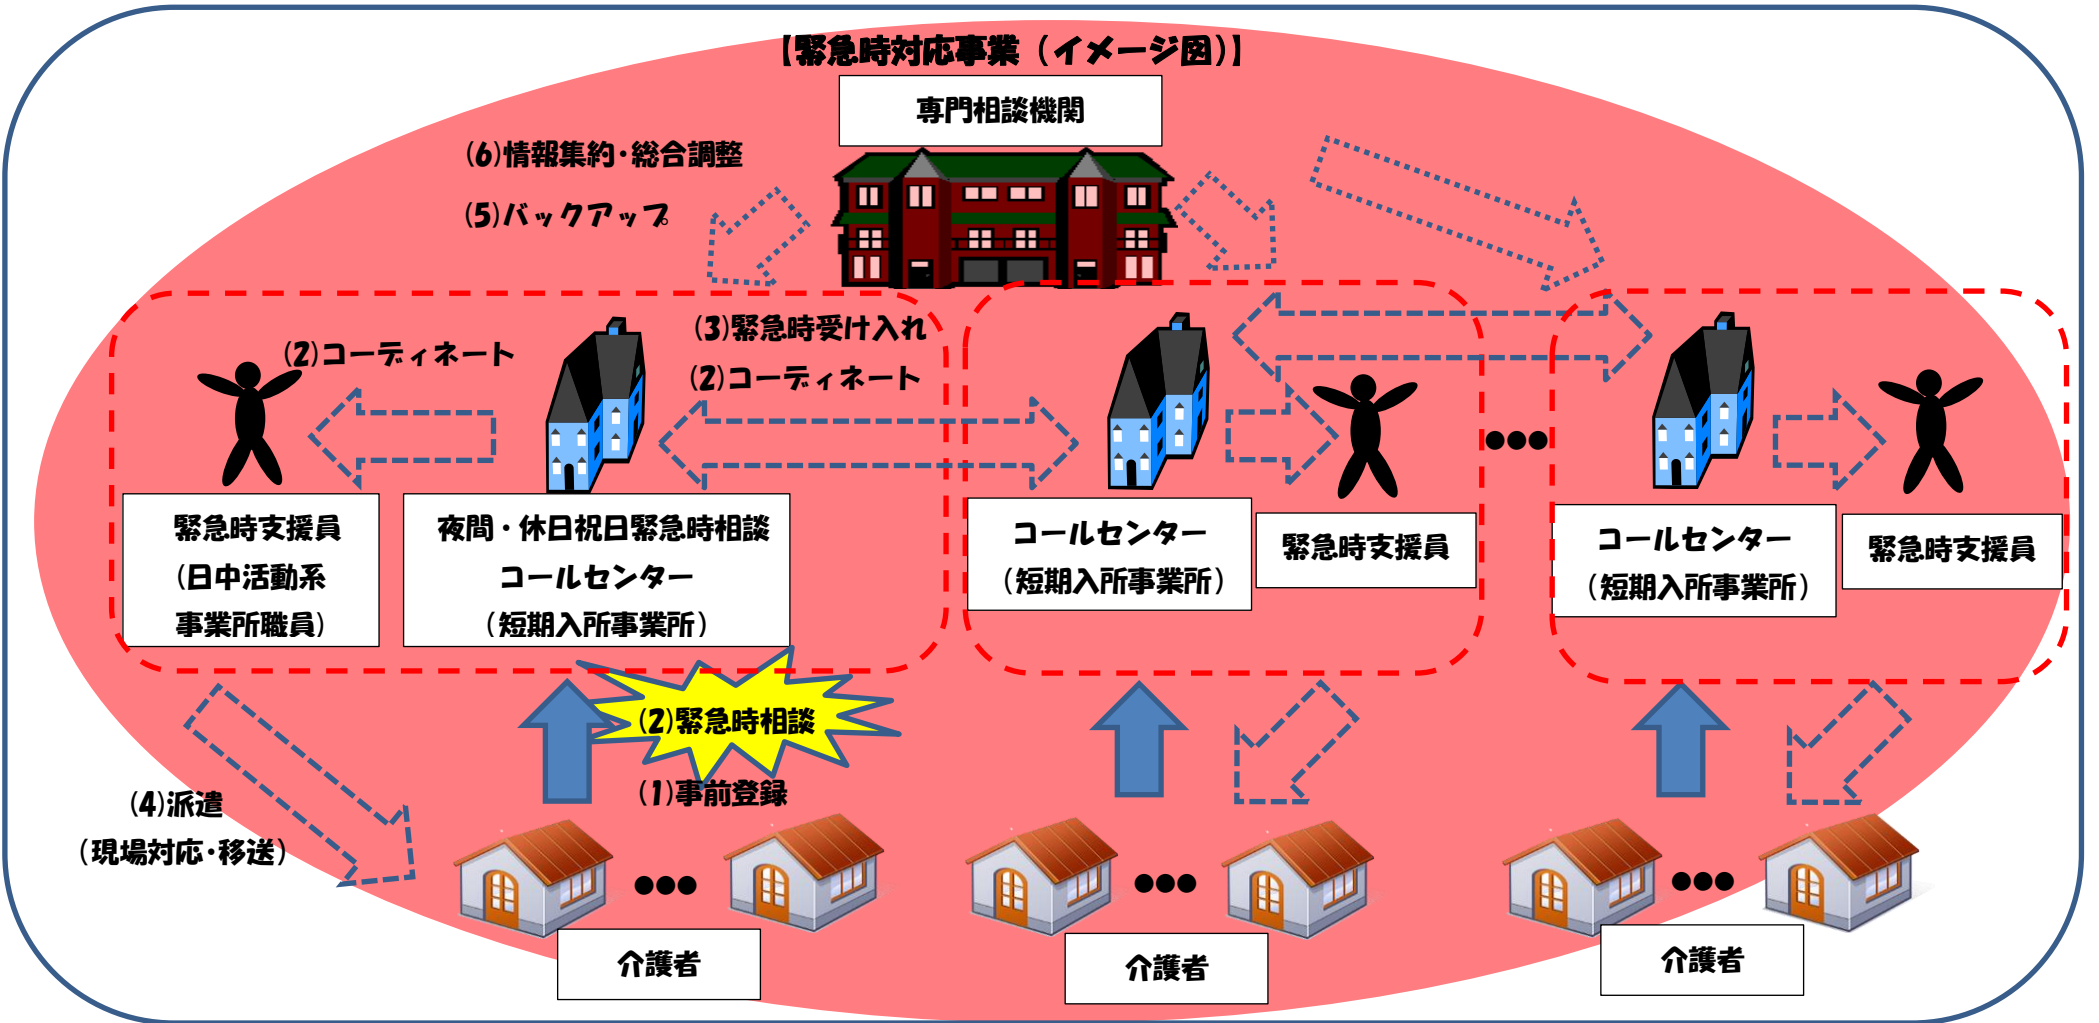 【緊急時対応事業（イメージ図）】
専門相談機関
(6)情報集約・総合調整
(5)バックアップ
(3)緊急時受け入れ
(2)コーディネート
(2)コーディネート
緊急時支援員
(日中活動系
事業所職員)
夜間・休日祝日緊急時相談
コールセンター
（短期入所事業所）
コールセンター
（短期入所事業所）
緊急時支援員
コールセンター
（短期入所事業所）
緊急時支援員
(2)緊急時相談
(1)事前登録
(4)派遣
（現場対応・移送）
介護者
介護者
介護者